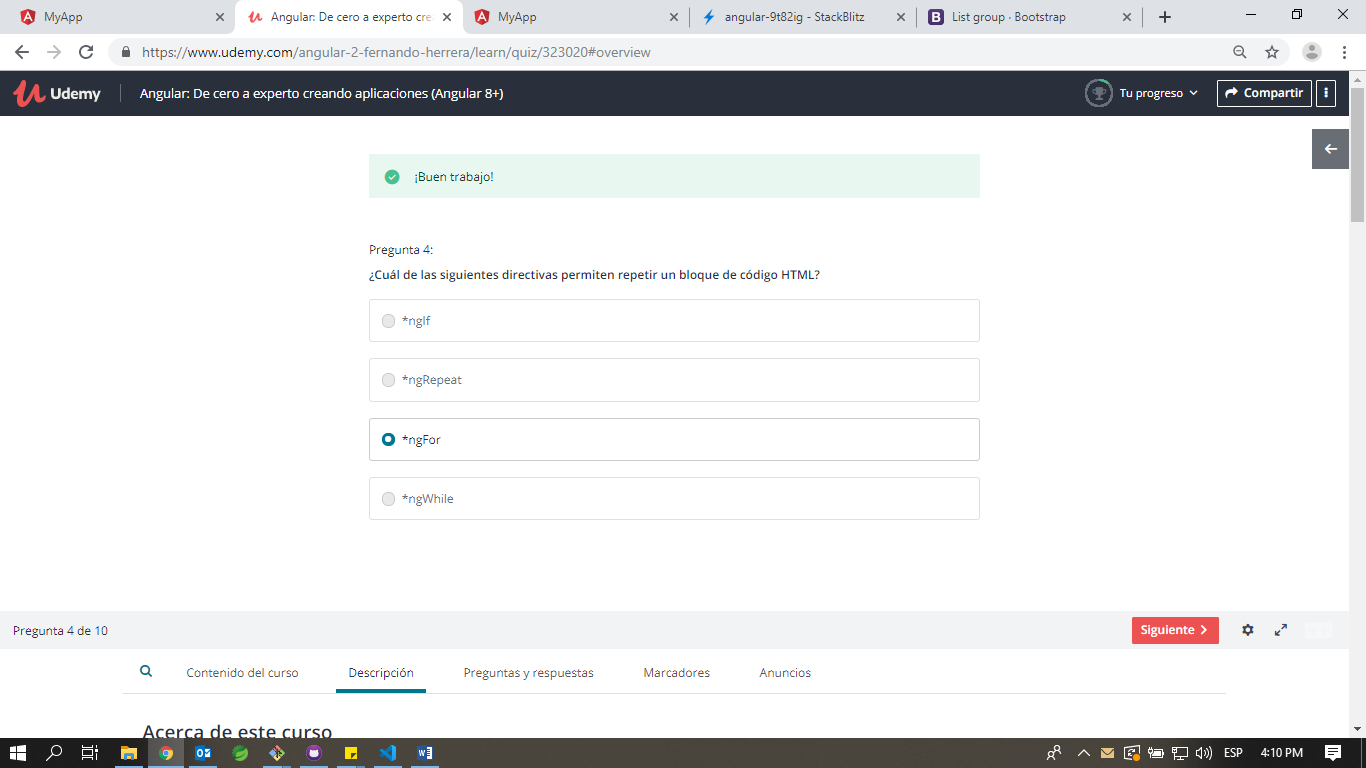 MyApp
Angular: De cero a experto cre
MyApp
angular-9t82ig - StackBlitz
List group · Bootstrap
https://www.udemy.com/angular-2-fernando-herrera/learn/quiz/323020#overview
Udemy
Angular: De cero a experto creando aplicaciones (Angular 8+)
Tu progreso
Compartir
¡Buen trabajo!
Pregunta 4:
¿Cuál de las siguientes directivas permiten repetir un bloque de código HTML?
*ngIf
*ngRepeat
*ngFor
*ngWhile
Pregunta 4 de 10
Siguiente
Contenido del curso
Descripción
Preguntas y respuestas
Marcadores
Anuncios
Acerca de este curso
ESP
4:10 PM